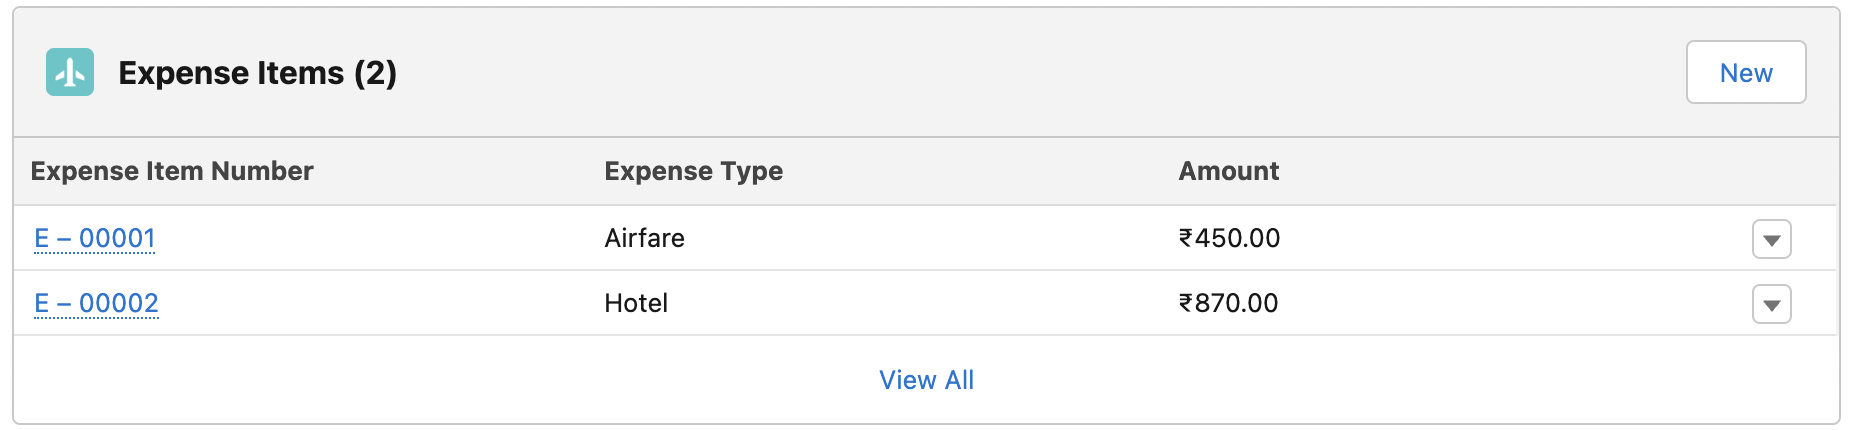 Expense Items (2)
New
Expense Item Number Expense Type Amount
E – 00001 Airfare ₹450.00
E – 00002 Hotel ₹870.00
View All